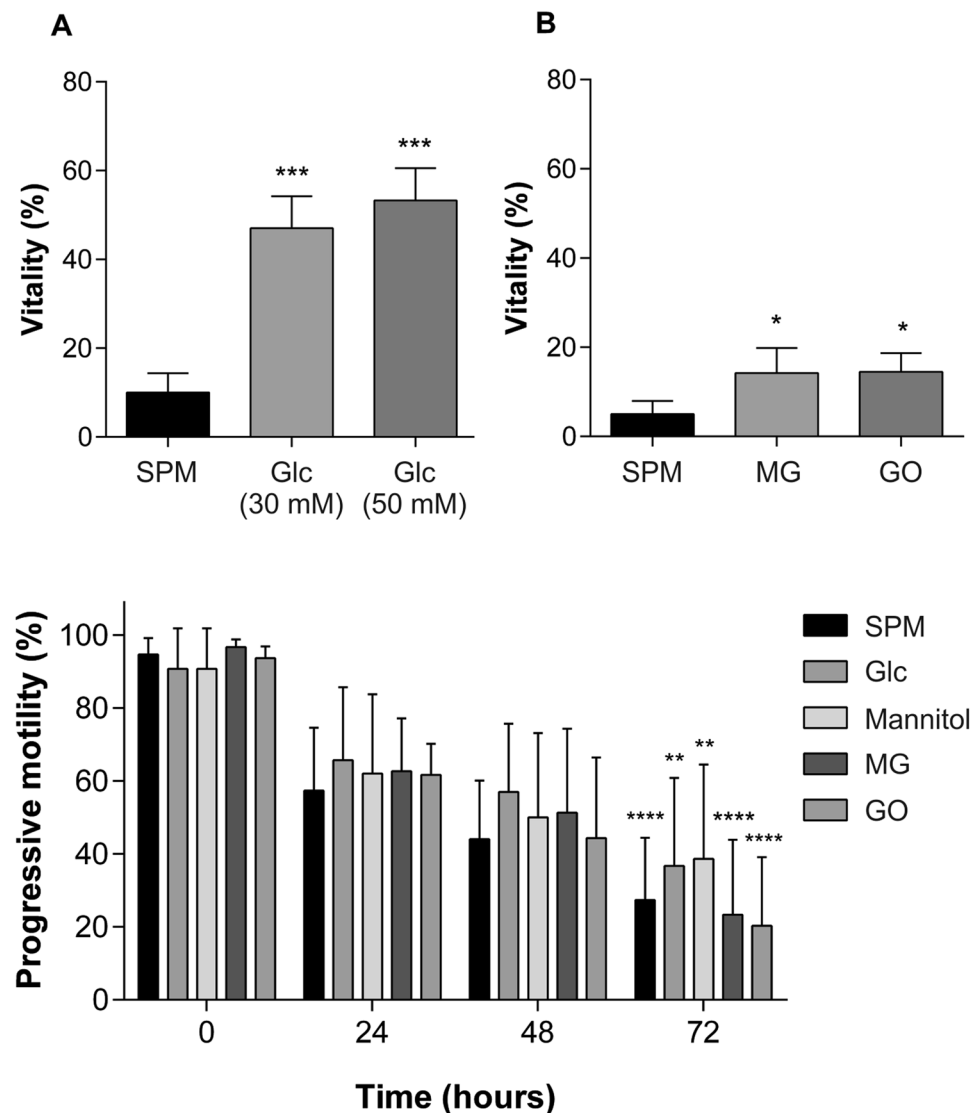 A
Vitality (%)
80
60
40
20
0
***
***
SPM
Glc
(30 mM)
Glc
(50 mM)
B
Vitality (%)
80
60
40
20
0
*
*
SPM
MG
GO
Progressive motility (%)
100
80
60
40
20
0
****
**
**
****
****
0
24
48
72
Time (hours)
SPM
Glc
Mannitol
MG
GO